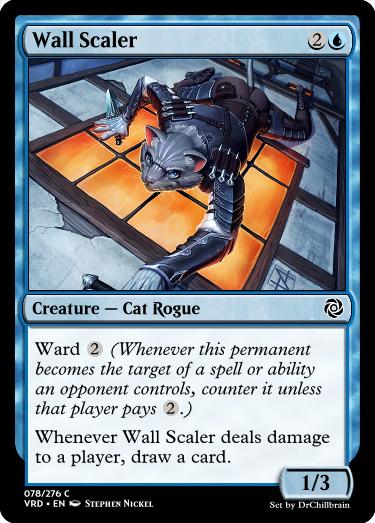 Wall Scaler 2
Creature — Cat Rogue
Ward 2 (Whenever this permanent
becomes the target of a spell or ability
an opponent controls, counter it unless
that player pays 2.)
Whenever Wall Scaler deals damage
to a player, draw a card.
1/3
078/276 C
VRD • EN Stephen Nickel
Set by DrChillbrain